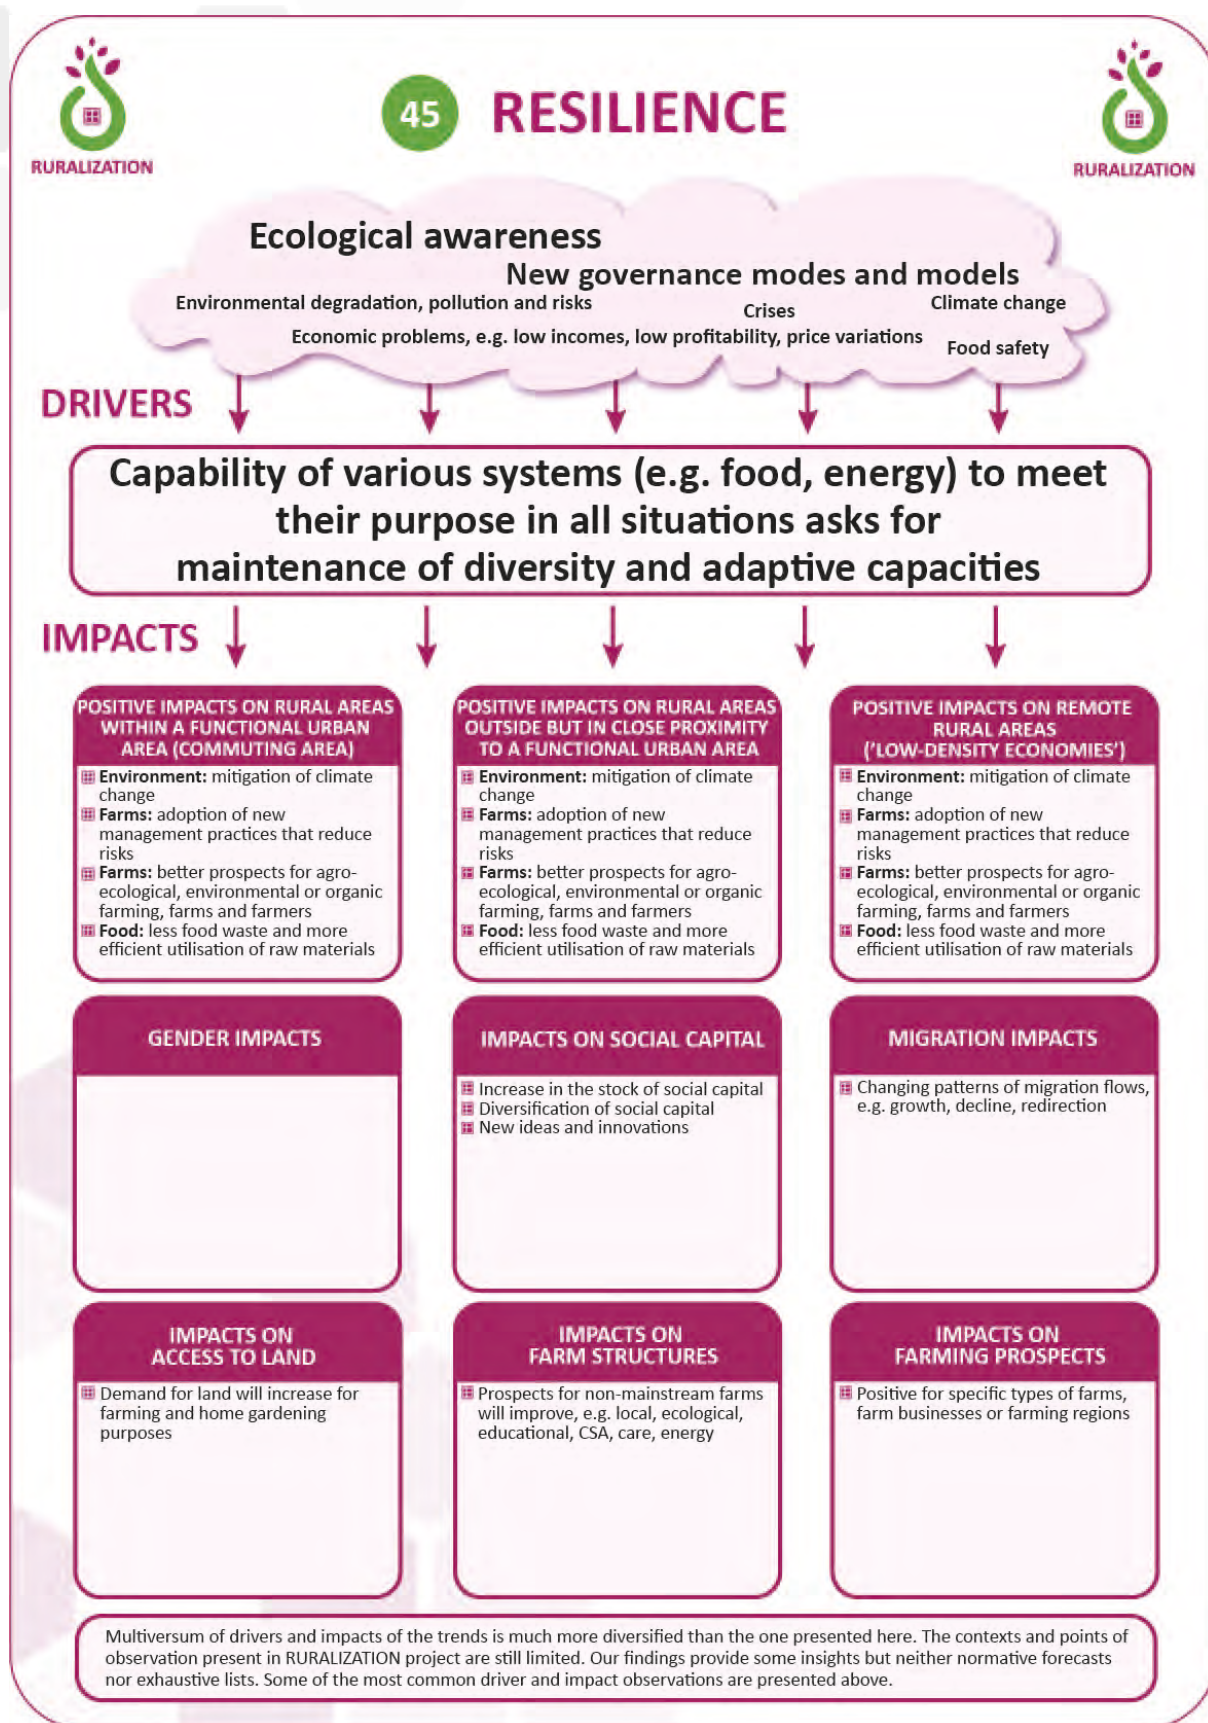 RURALIZATION
45 RESILIENCE
RURALIZATION
Ecological awareness
New governance modes and models
Environmental degradation, pollution and risks
Crises
Climate change
Economic problems, e.g. low incomes, low profitability, price variations
Food safety
DRIVERS
Capability of various systems (e.g. food, energy) to meet
their purpose in all situations asks for
maintenance of diversity and adaptive capacities
IMPACTS
POSITIVE IMPACTS ON RURAL AREAS
WITHIN A FUNCTIONAL URBAN
AREA (COMMUTING AREA)
Environment: mitigation of climate
change
Farms: adoption of new
management practices that reduce
risks
Farms: better prospects for agro-
ecological, environmental or organic
farming, farms and farmers
Food: less food waste and more
efficient utilisation of raw materials
POSITIVE IMPACTS ON RURAL AREAS
OUTSIDE BUT IN CLOSE PROXIMITY
TO A FUNCTIONAL URBAN AREA
Environment: mitigation of climate
change
Farms: adoption of new
management practices that reduce
risks
Farms: better prospects for agro-
ecological, environmental or organic
farming, farms and farmers
Food: less food waste and more
efficient utilisation of raw materials
POSITIVE IMPACTS ON REMOTE
RURAL AREAS
('LOW-DENSITY ECONOMIES')
Environment: mitigation of climate
change
Farms: adoption of new
management practices that reduce
risks
Farms: better prospects for agro-
ecological, environmental or organic
farming, farms and farmers
Food: less food waste and more
efficient utilisation of raw materials
GENDER IMPACTS
IMPACTS ON SOCIAL CAPITAL
Increase in the stock of social capital
Diversification of social capital
New ideas and innovations
MIGRATION IMPACTS
Changing patterns of migration flows,
e.g. growth, decline, redirection
IMPACTS ON
ACCESS TO LAND
Demand for land will increase for
farming and home gardening
purposes
IMPACTS ON
FARM STRUCTURES
Prospects for non-mainstream farms
will improve, e.g. local, ecological,
educational, CSA, care, energy
IMPACTS ON
FARMING PROSPECTS
Positive for specific types of farms,
farm businesses or farming regions
Multiversum of drivers and impacts of the trends is much more diversified than the one presented here. The contexts and points of
observation present in RURALIZATION project are still limited. Our findings provide some insights but neither normative forecasts
nor exhaustive lists. Some of the most common driver and impact observations are presented above.